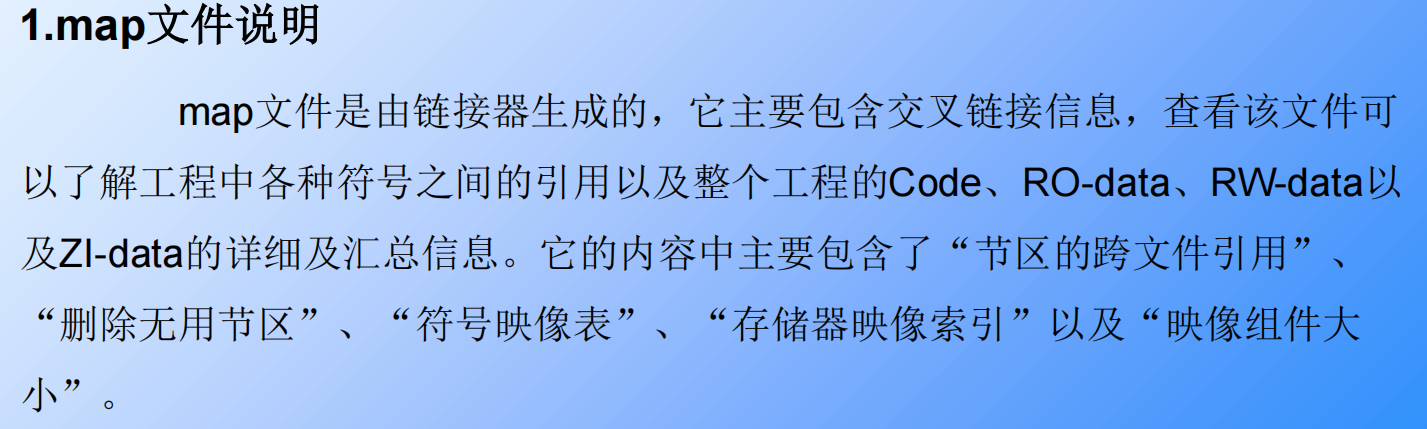 1.map文件说明
map文件是由链接器生成的，它主要包含交叉链接信息，查看该文件可
以了解工程中各种符号之间的引用以及整个工程的Code、RO-data、RW-data以
及ZI-data的详细及汇总信息。它的内容中主要包含了“节区的跨文件引用”、
“删除无用节区”、“符号映像表”、“存储器映像索引”以及“映像组件大
小”。